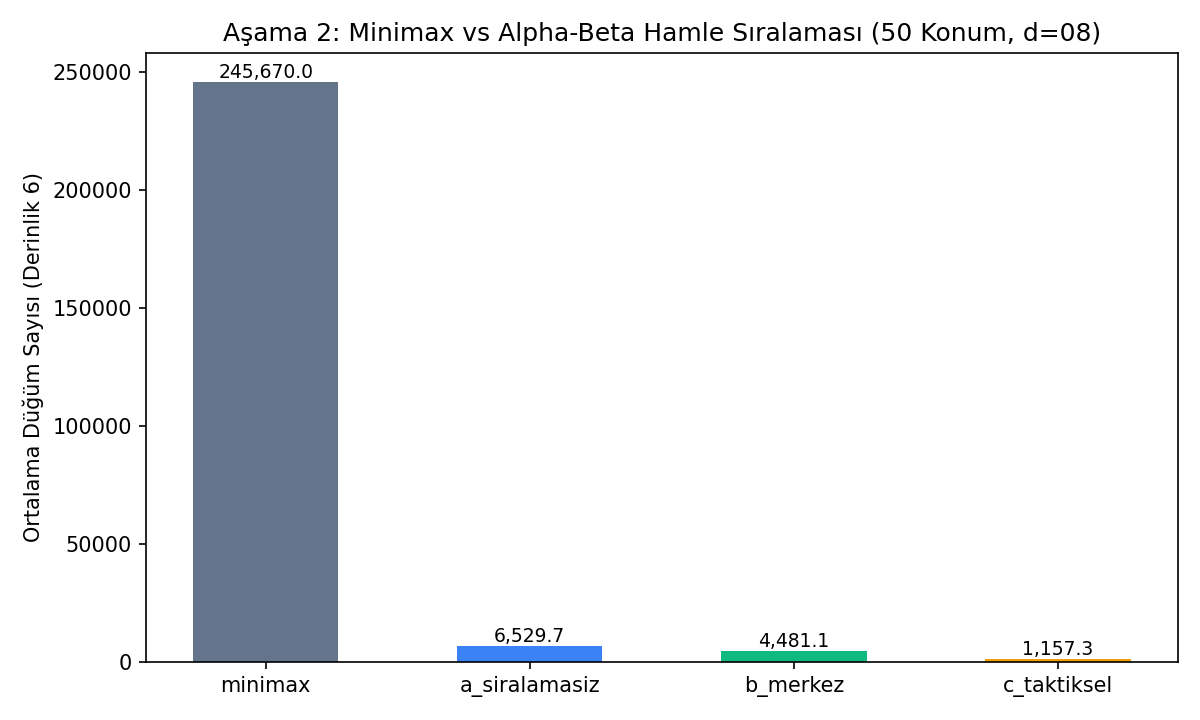 Aşama 2: Minimax vs Alpha-Beta Hamle Sıralaması (50 Konum, d=08)
Ortalama Düğüm Sayısı (Derinlik 6)
250000
200000
150000
100000
50000
0
245,670.0
6,529.7
4,481.1
1,157.3
minimax
a_siralamasiz
b_merkez
c_taktiksel